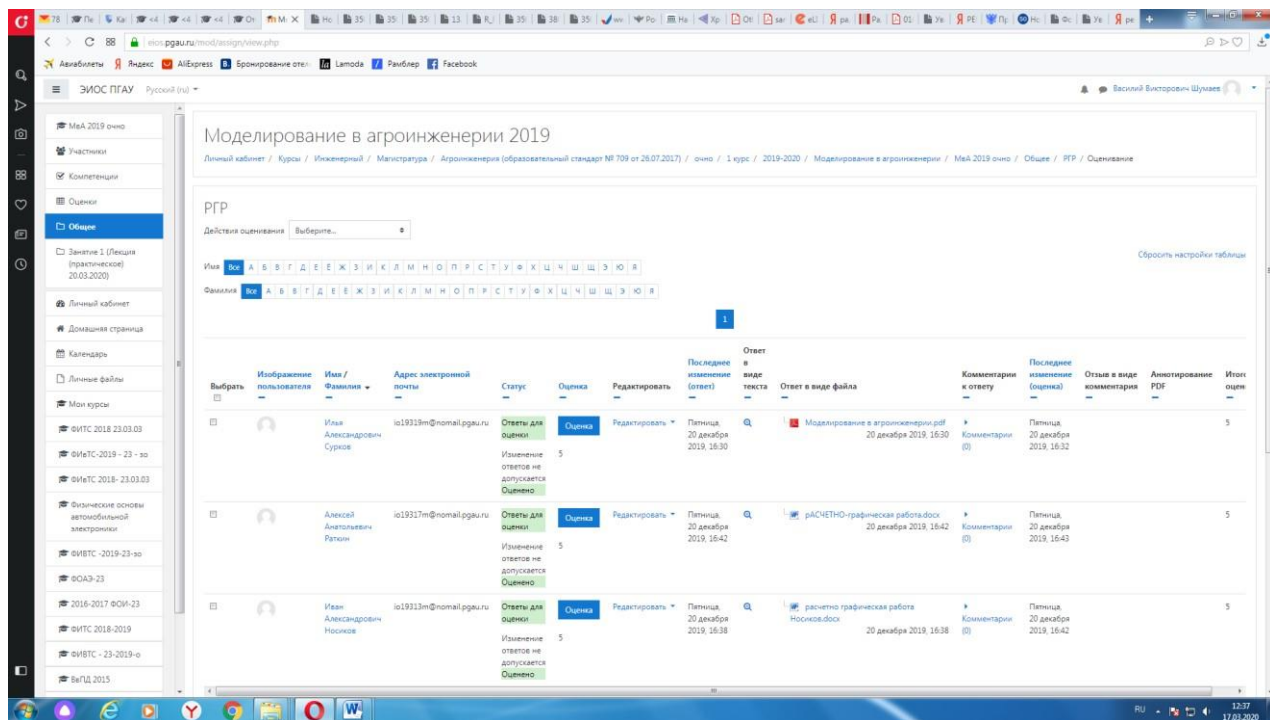 eios.pgau.ru/mod/assign/view.php
Авиабилеты Яндекс AliExpress Бронирование отел Lamoda Рамблер Facebook
ЭИОС ПГАУ Русский (ru)
Василий Викторович Шумаев
МвА 2019 очно
Участники
Компетенции
Оценки
Общее
Занятие 1 (Лекция
(практическое)
20.03.2020)
Личный кабинет
Домашняя страница
Календарь
Личные файлы
Мои курсы
ФИТС 2018 23.03.03
ФИвТС-2019 - 23 - зо
ФИвТС 2018- 23.03.03
Физические основы
автомобильной
электроники
ФИВТС -2019-23-зо
ФОАЭ-23
2016-2017 ФОИ-23
ФИТС 2018-2019
ФИВТС - 23-2019-о
ВвПД 2015
Моделирование в агроинженерии 2019
Личный кабинет / Курсы / Инженерный / Магистратура / Агроинженерия (образовательный стандарт № 709 от 26.07.2017) / очно / 1 курс / 2019-2020 / Моделирование в агроинженерии / МвА 2019 очно / Общее / РГР / Оценивание
РГР
Действия оценивания Выберите...
Сбросить настройки таблицы
Имя Все А Б В Г Д Е Ё Ж З И К Л М Н О П Р С Т У Ф Х Ц Ч Ш Щ Э Ю Я
Фамилия Все А Б В Г Д Е Ё Ж З И К Л М Н О П Р С Т У Ф Х Ц Ч Ш Щ Э Ю Я
1
Выбрать
Изображение
пользователя
Имя /
Фамилия
Адрес электронной
почты
Статус
Оценка
Редактировать
Последнее
изменение
(ответ)
Ответ
в
виде
текста
Ответ в виде файла
Комментарии
к ответу
Последнее
изменение
(оценка)
Отзыв в виде
комментария
Аннотирование
PDF
Итого
оцен
Илья
Александрович
Сурков
io19319m@nomail.pgau.ru
Ответы для
оценки
Изменение
ответов не
допускается
Оценено
Оценка
5
Редактировать
Пятница,
20 декабря
2019, 16:30
Моделирование в агроинженерии.pdf
20 декабря 2019, 16:30
Комментарии
(0)
Пятница,
20 декабря
2019, 16:32
5
Алексей
Анатольевич
Раткин
io19317m@nomail.pgau.ru
Ответы для
оценки
Изменение
ответов не
допускается
Оценено
Оценка
5
Редактировать
Пятница,
20 декабря
2019, 16:42
рАСЧЕТНО-графическая работа.docx
20 декабря 2019, 16:42
Комментарии
(0)
Пятница,
20 декабря
2019, 16:43
5
Иван
Александрович
Носиков
io19313m@nomail.pgau.ru
Ответы для
оценки
Изменение
ответов не
допускается
Оценено
Оценка
5
Редактировать
Пятница,
20 декабря
2019, 16:38
расчетно графическая работа
Носиков.docx
20 декабря 2019, 16:38
Комментарии
(0)
Пятница,
20 декабря
2019, 16:42
5
RU
12:37
17.03.2020